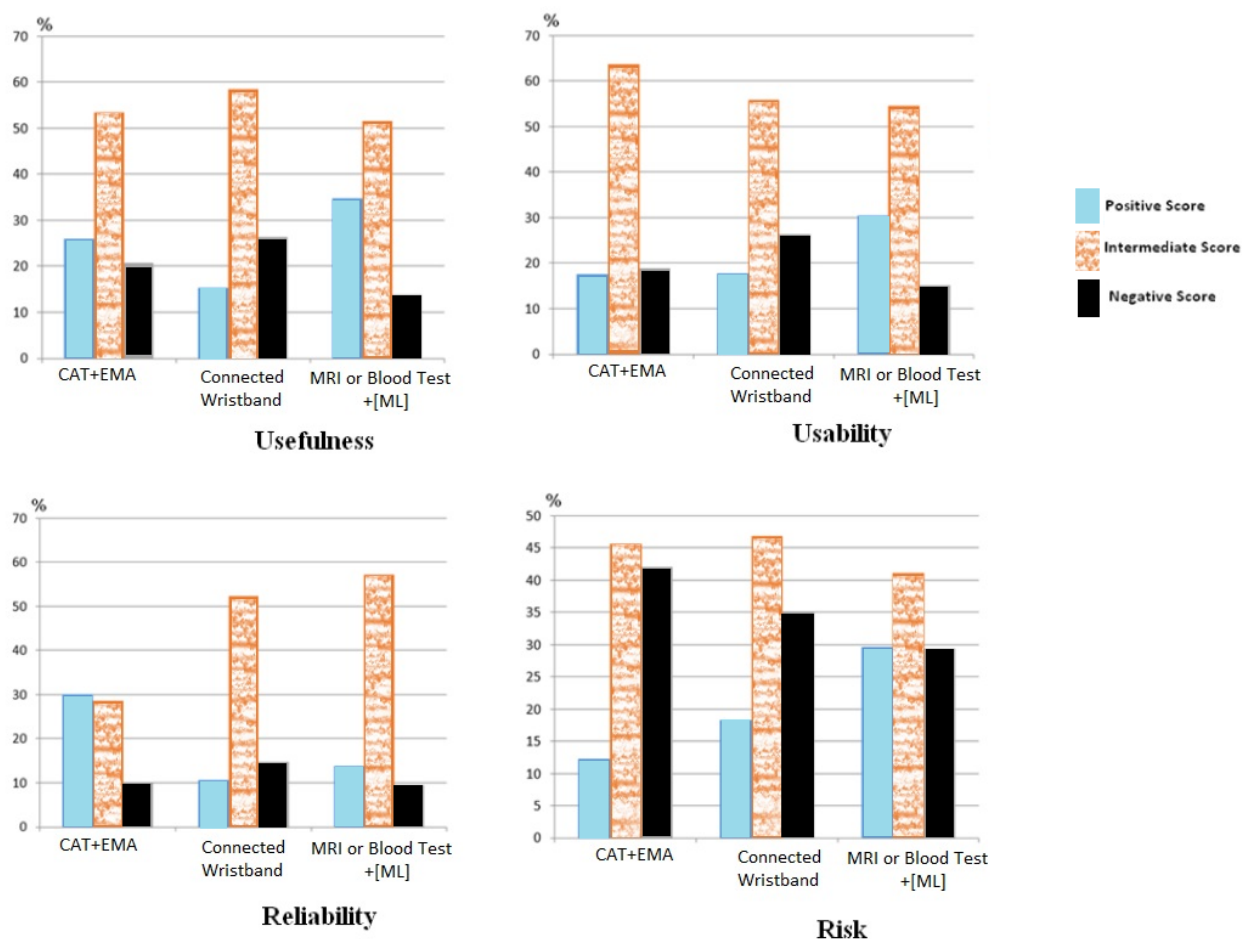 %
70
60
50
40
30
20
10
0
CAT+EMA
Connected
Wristband
MRI or Blood Test
+[ML]
Usefulness
%
70
60
50
40
30
20
10
0
CAT+EMA
Connected
Wristband
MRI or Blood Test
+[ML]
Usability
Positive Score
Intermediate Score
Negative Score
%
70
60
50
40
30
20
10
0
CAT+EMA
Connected
Wristband
MRI or Blood Test
+[ML]
Reliability
%
50
45
40
35
30
25
20
15
10
5
0
CAT+EMA
Connected
Wristband
MRI or Blood Test
+[ML]
Risk